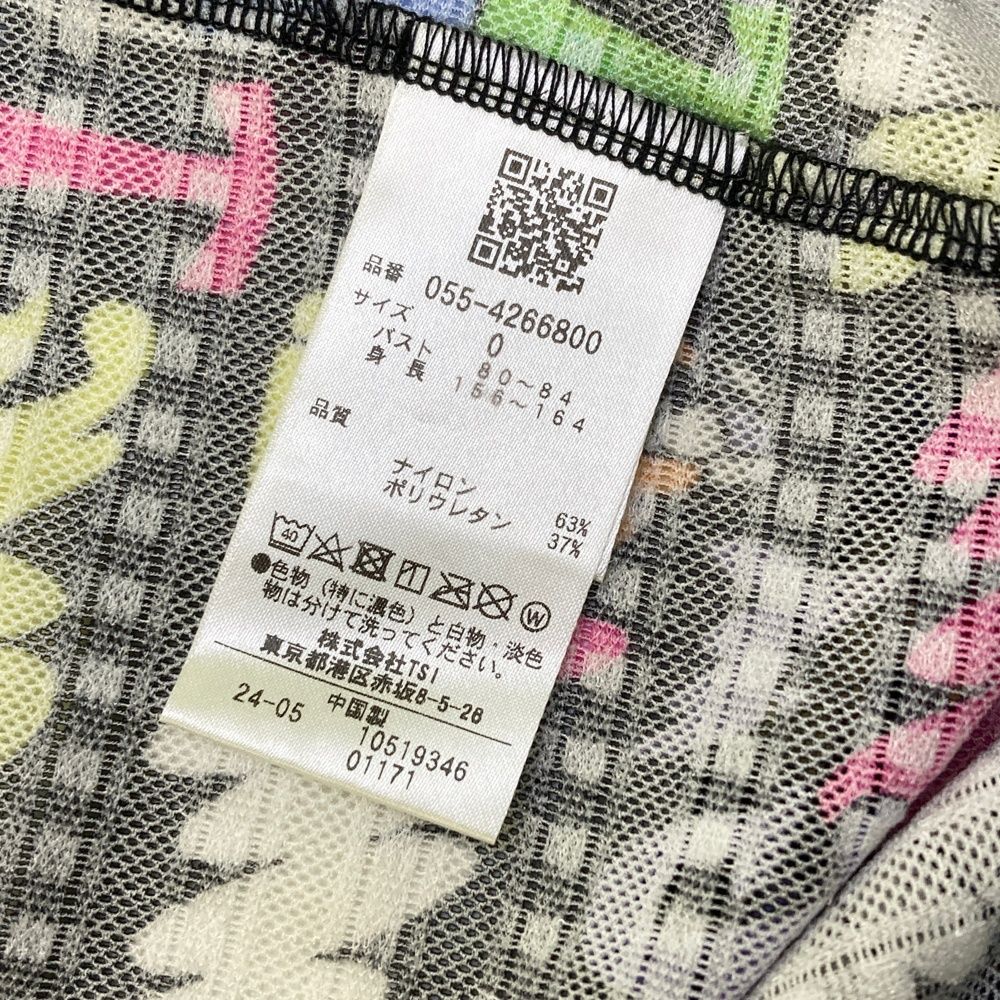 品番 055-4266800
サイズ 0
バスト 80～84
身長 156～164
品質
ナイロン 63%
ポリウレタン 37%
40
W
●色物（特に濃色）と白物・淡色
物は分けて洗ってください。
株式会社TSI
東京都港区赤坂8-5-28
24-05 中国製
10519346
01171